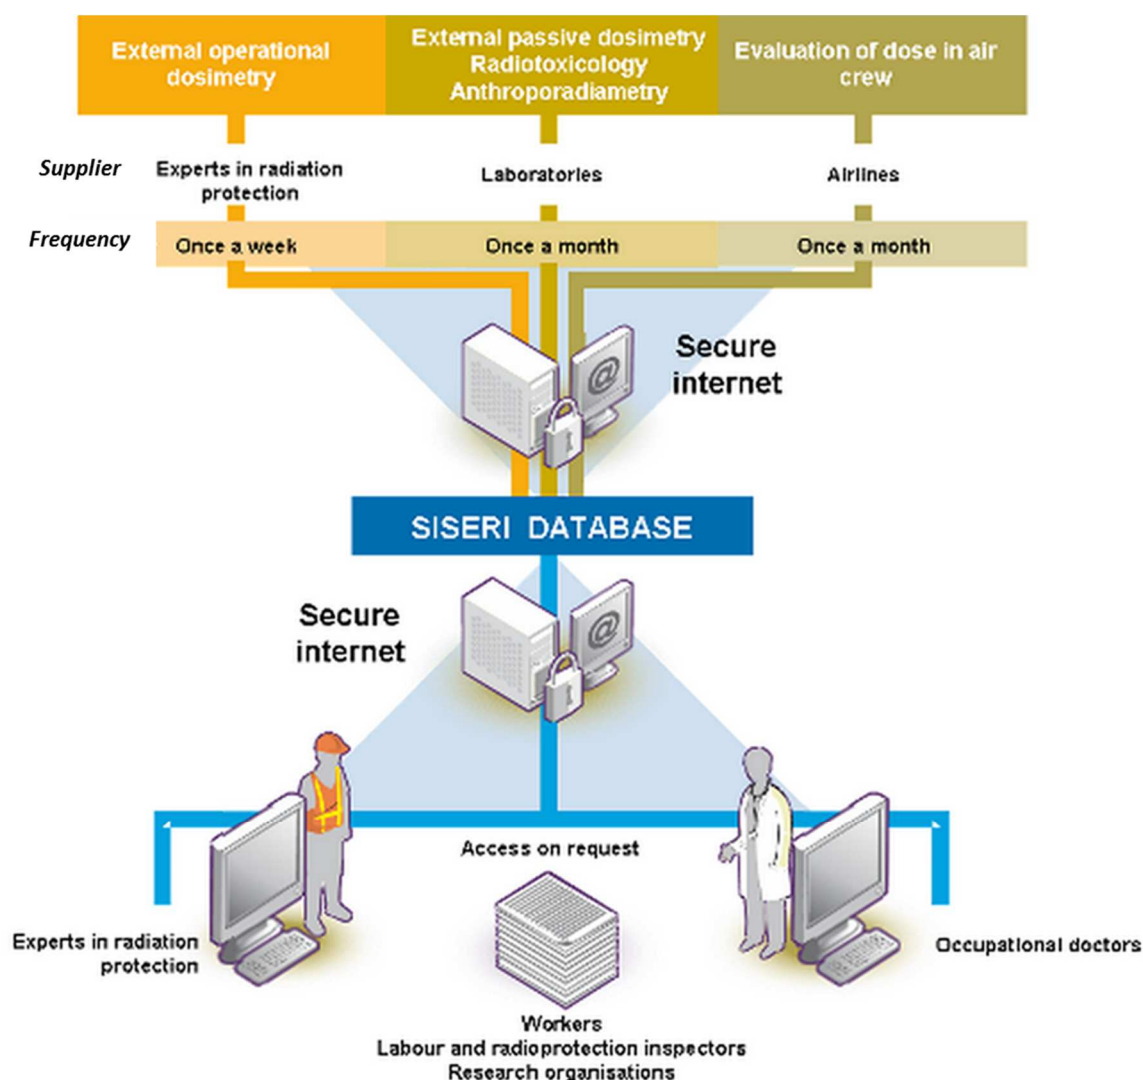 External operational
dosimetry
External passive dosimetry
Radiotoxicology
Anthroporadiametry
Evaluation of dose in air
crew
Supplier
Experts in radiation
protection
Laboratories
Airlines
Frequency
Once a week
Once a month
Once a month
@
Secure
internet
SISERI DATABASE
Secure
internet
@
Access on request
Experts in radiation
protection
Occupational doctors
Workers
Labour and radioprotection inspectors
Research organisations